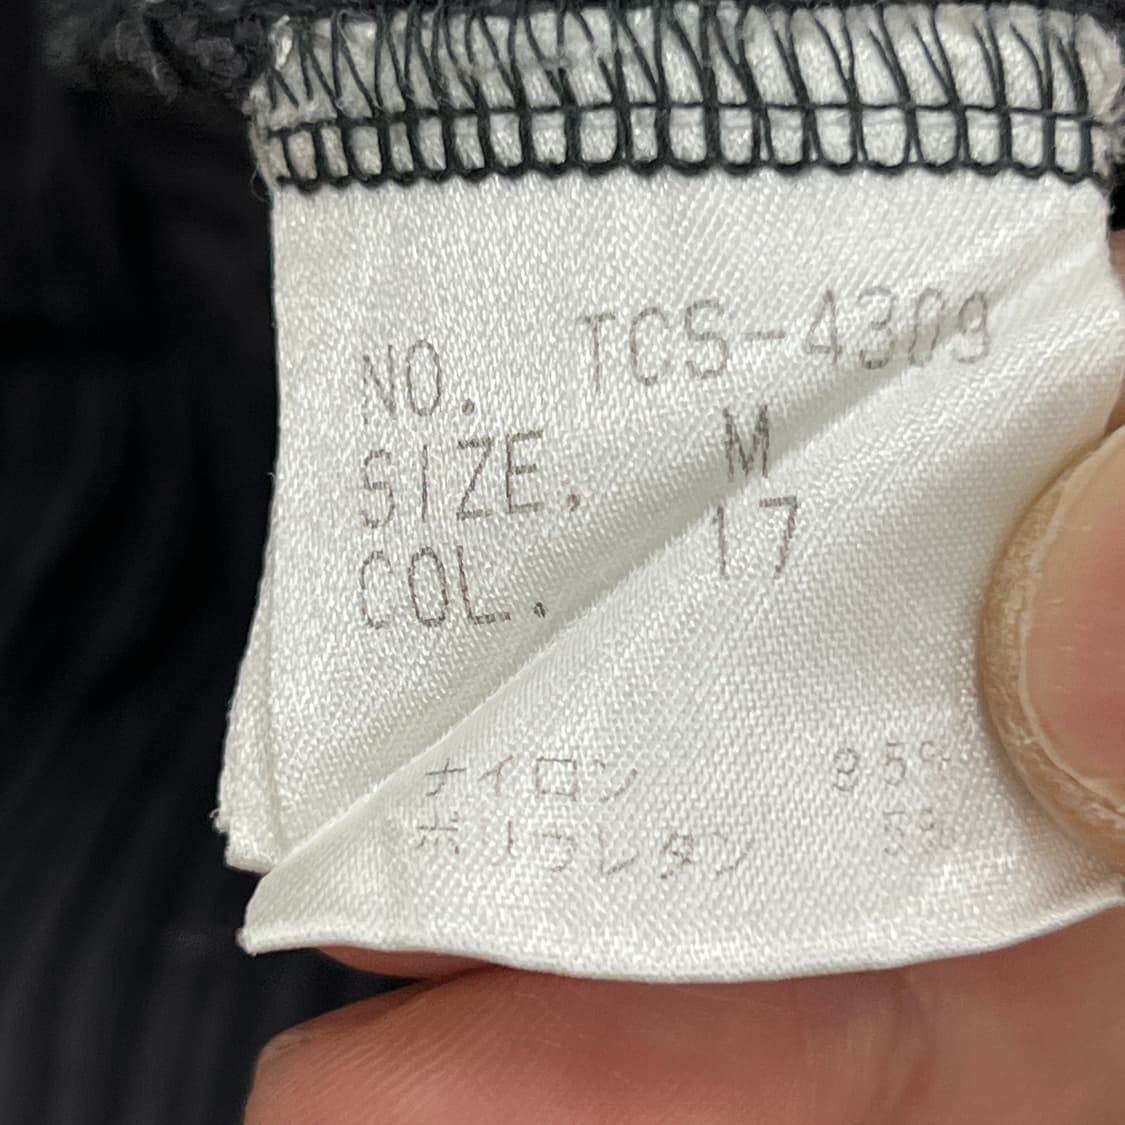 NO. TCS-4309
SIZE. M
COL. 17
ナイロン 95%
ポリウレタン 5%